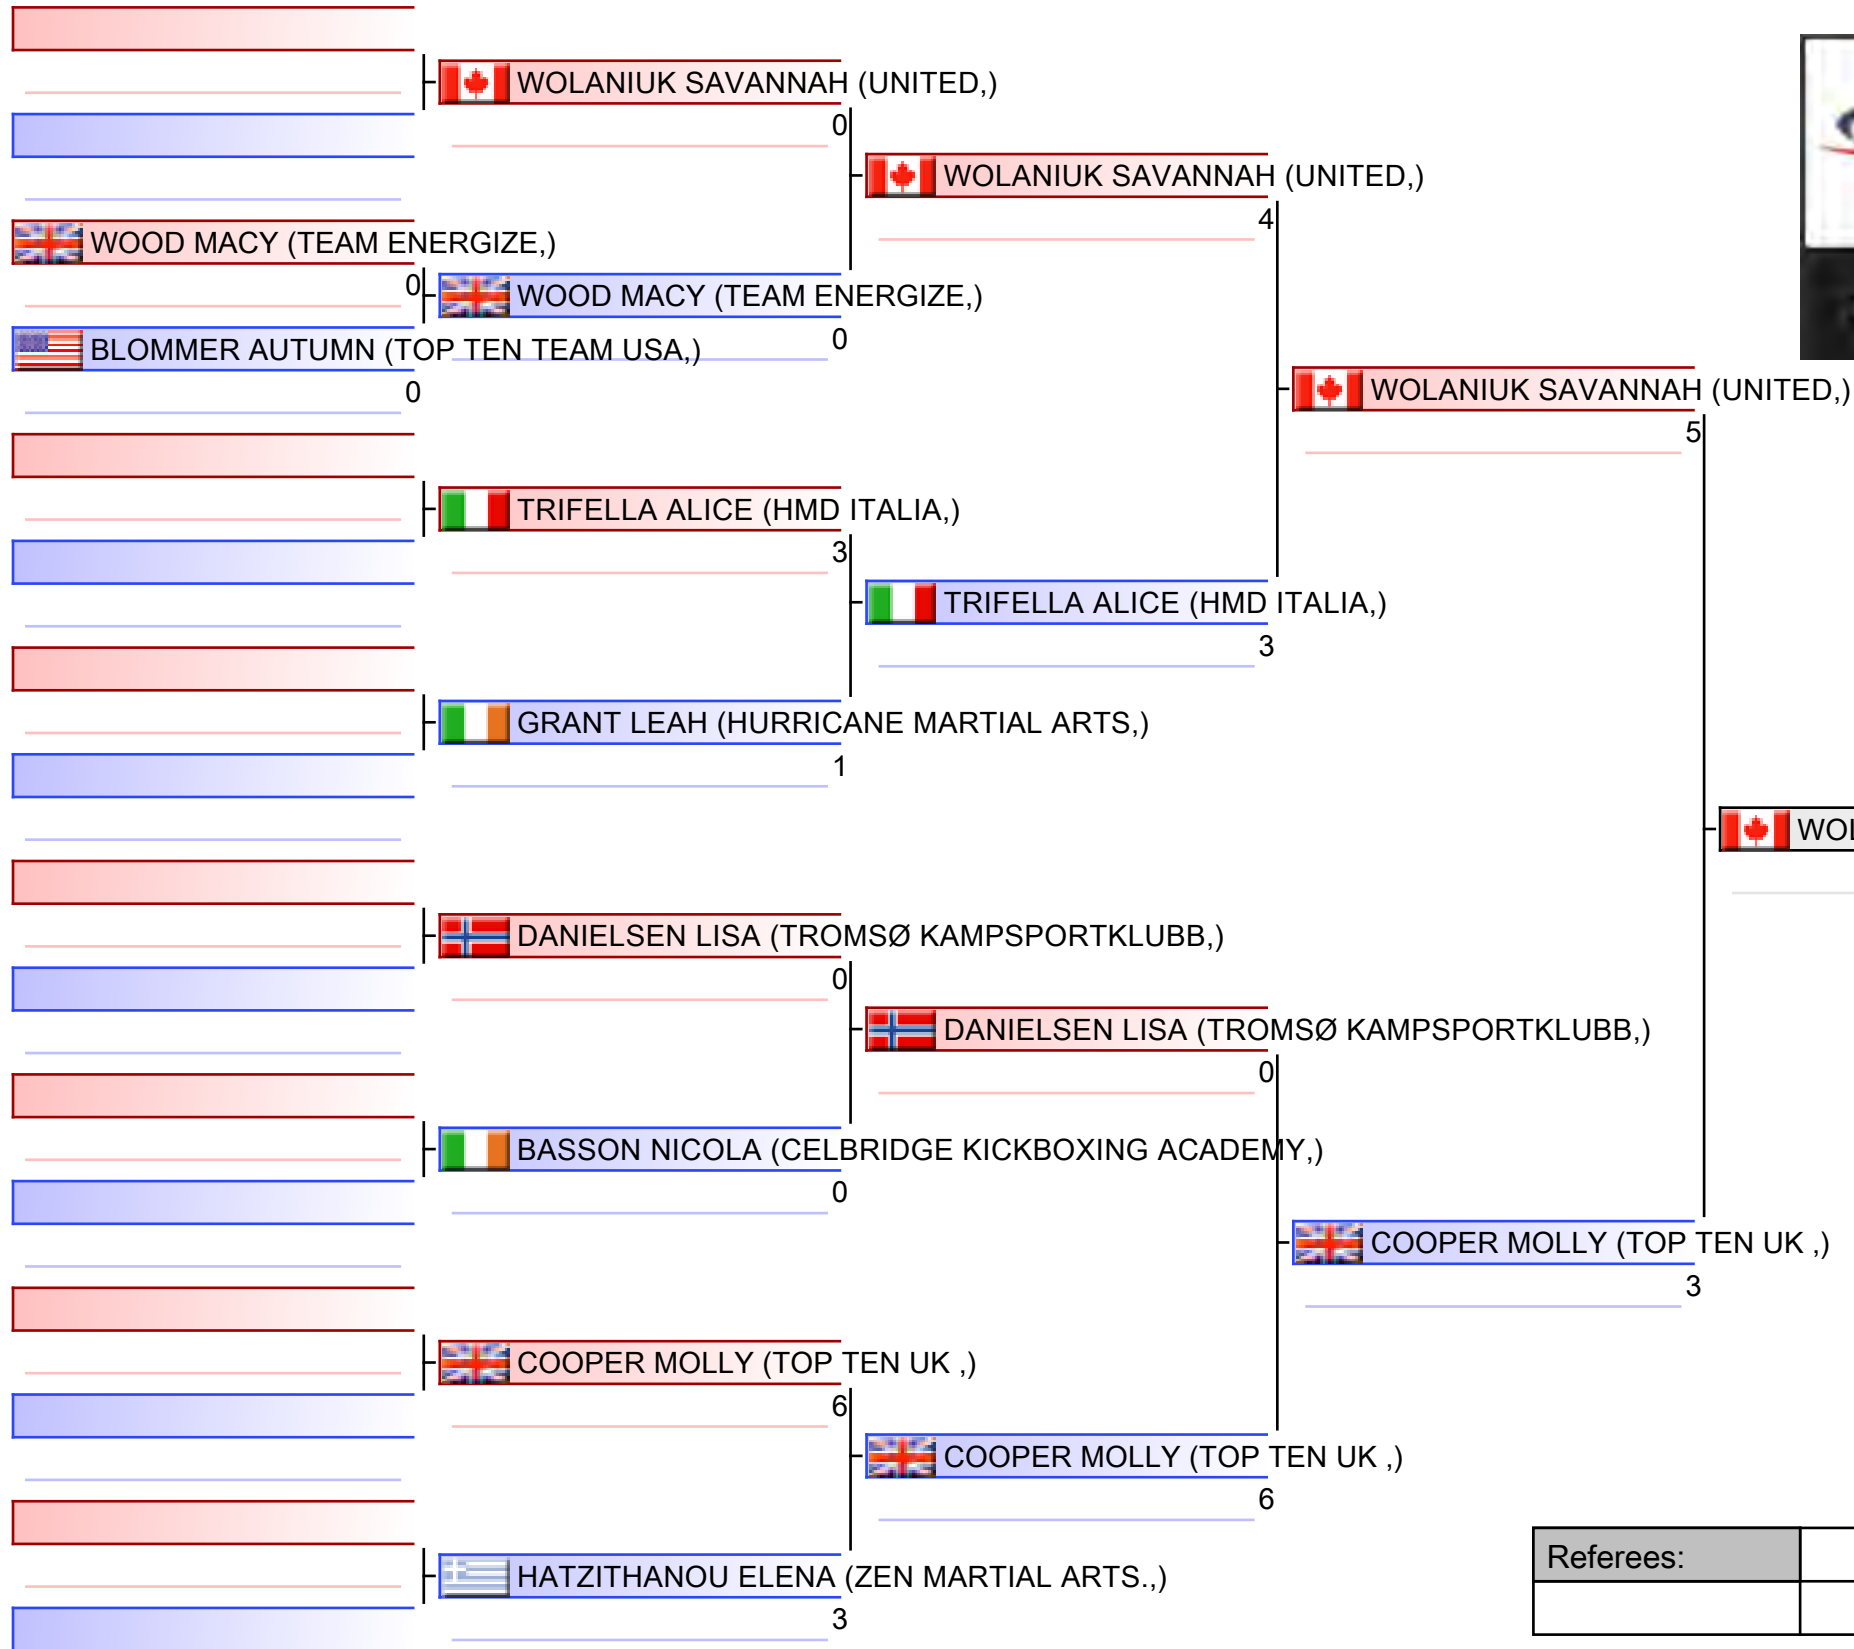 WOLANIUK SAVANNAH (UNITED,)
0
WOLANIUK SAVANNAH (UNITED,)
4
WOOD MACY (TEAM ENERGIZE,)
0
WOOD MACY (TEAM ENERGIZE,)
0
BLOMMER AUTUMN (TOP TEN TEAM USA,)
0
WOLANIUK SAVANNAH (UNITED,)
5
TRIFELLA ALICE (HMD ITALIA,)
3
TRIFELLA ALICE (HMD ITALIA,)
3
GRANT LEAH (HURRICANE MARTIAL ARTS,)
1
WOL
DANIELSEN LISA (TROMSØ KAMPSPORTKLUBB,)
0
DANIELSEN LISA (TROMSØ KAMPSPORTKLUBB,)
0
BASSON NICOLA (CELBRIDGE KICKBOXING ACADEMY,)
0
COOPER MOLLY (TOP TEN UK ,)
3
COOPER MOLLY (TOP TEN UK ,)
6
COOPER MOLLY (TOP TEN UK ,)
6
HATZITHANOU ELENA (ZEN MARTIAL ARTS.,)
3
Referees: